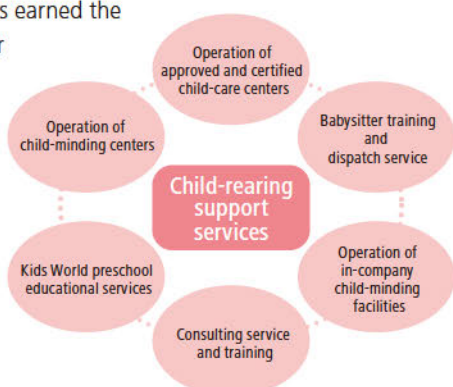 s earned the
r
Operation of
approved and certified
child-care centers
Operation of
child-minding centers
Babysitter training
and
dispatch service
Child-rearing
support
services
Kids World preschool
educational services
Operation of
in-company
child-minding
facilities
Consulting service
and training